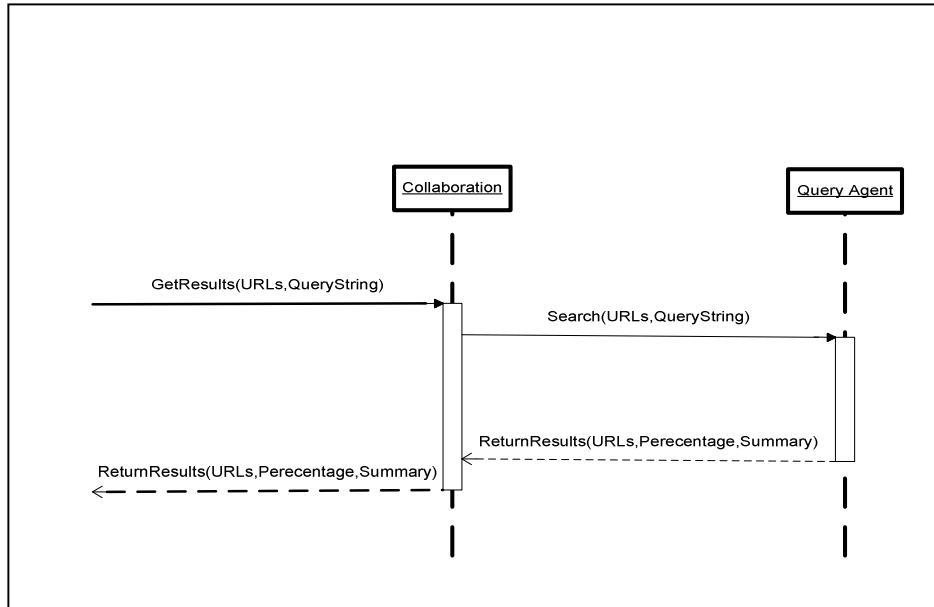 Collaboration
Query Agent
GetResults(URLs,QueryString)
Search(URLs,QueryString)
ReturnResults(URLs,Perecentage,Summary)
ReturnResults(URLs,Perecentage,Summary)